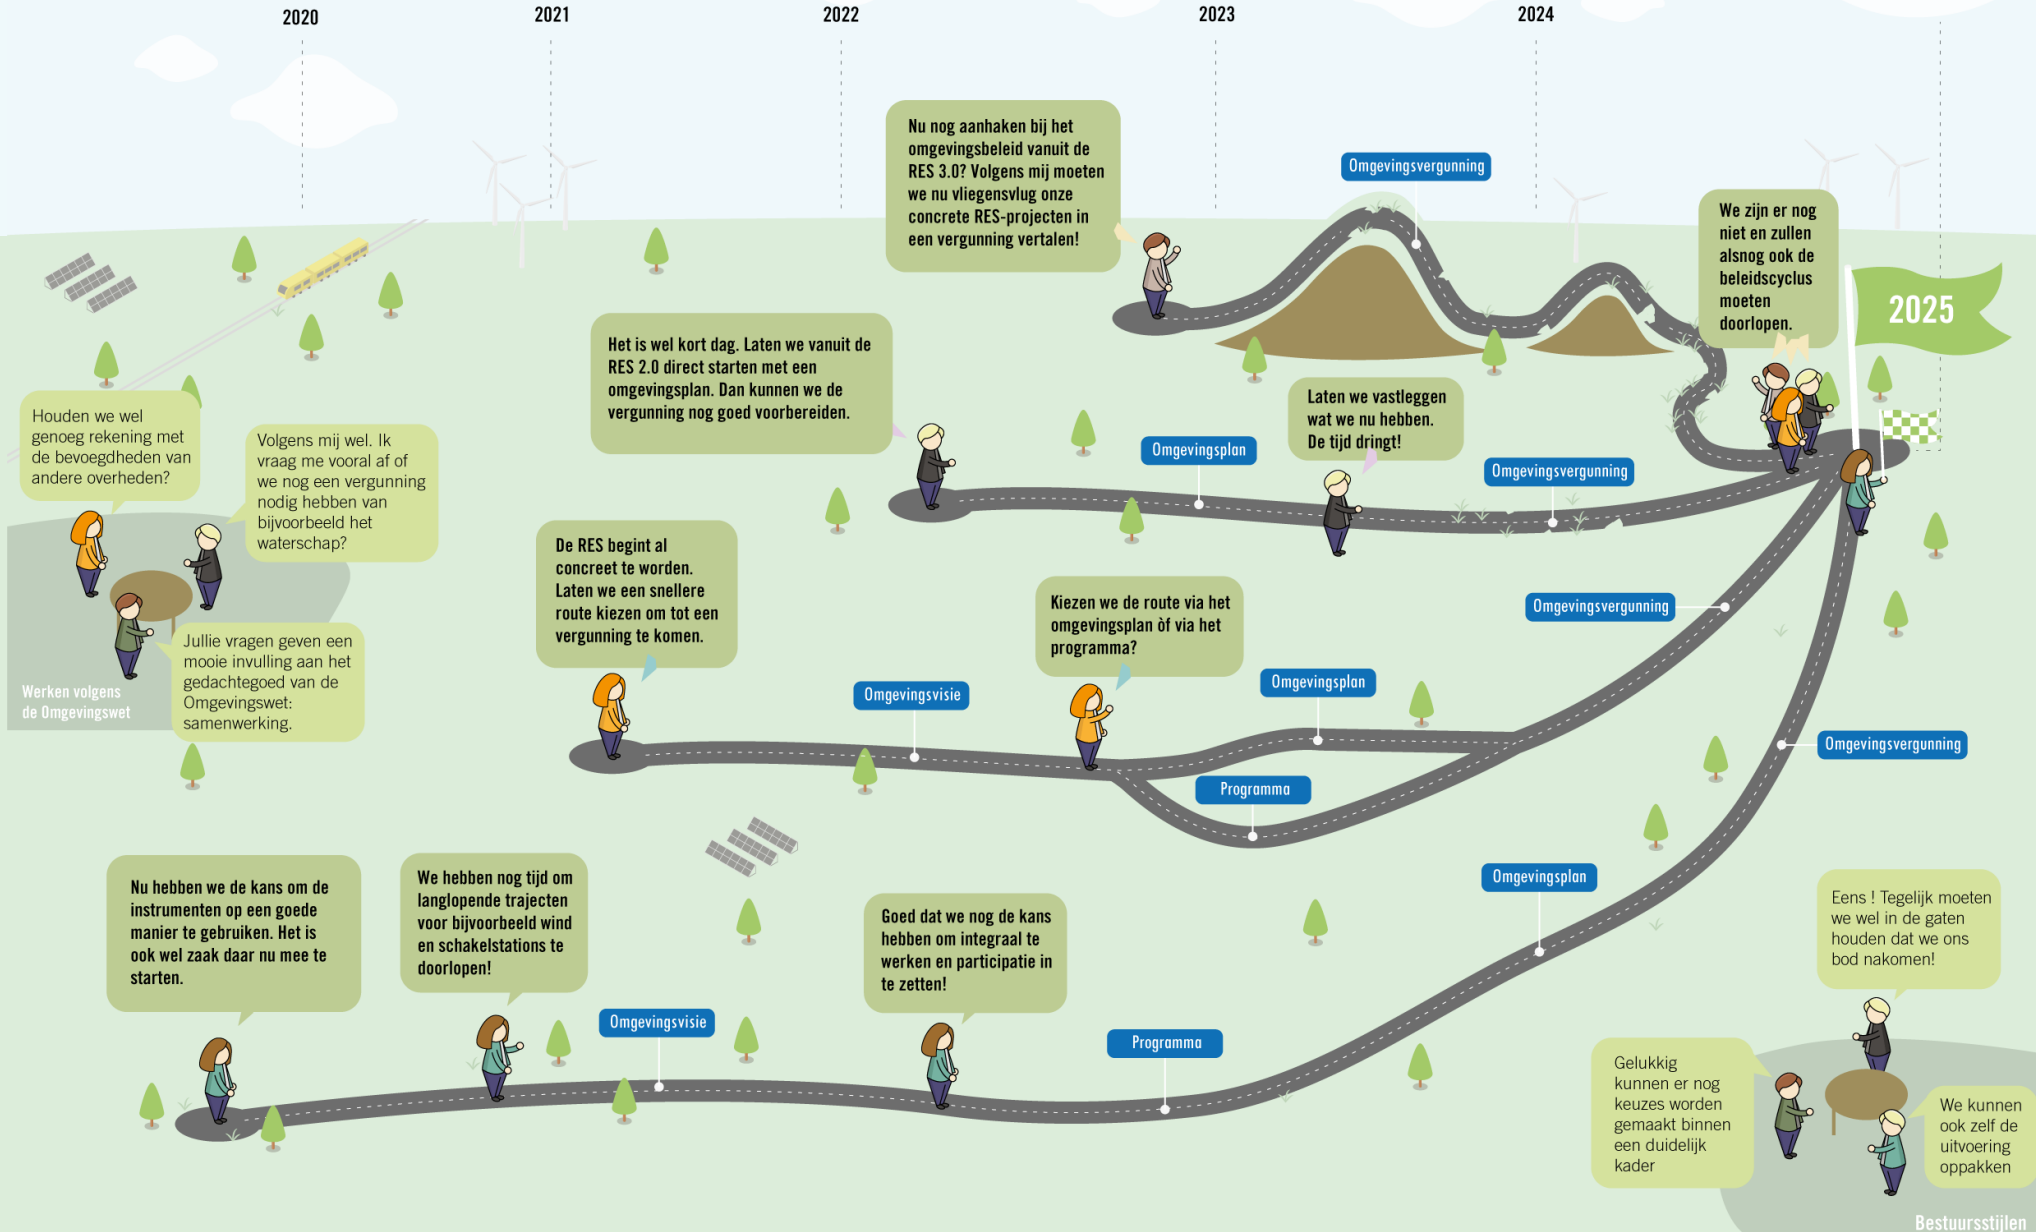 2020
2021
2022
2023
2024
Nu nog aanhaken bij het
omgevingsbeleid vanuit de
RES 3.0? Volgens mij moeten
we nu vliegensvlug onze
concrete RES-projecten in
een vergunning vertalen!
Omgevingsvergunning
We zijn er nog
niet en zullen
alsnog ook de
beleidscyclus
moeten
doorlopen.
2025
Het is wel kort dag. Laten we vanuit de
RES 2.0 direct starten met een
omgevingsplan. Dan kunnen we de
vergunning nog goed voorbereiden.
Omgevingsplan
Laten we vastleggen
wat we nu hebben.
De tijd dringt!
Omgevingsvergunning
Houden we wel
genoeg rekening met
de bevoegdheden van
andere overheden?
Volgens mij wel. Ik
vraag me vooral af of
we nog een vergunning
nodig hebben van
bijvoorbeeld het
waterschap?
Jullie vragen geven een
mooie invulling aan het
gedachtegoed van de
Omgevingswet:
samenwerking.
Werken volgens
de Omgevingswet
De RES begint al
concreet te worden.
Laten we een snellere
route kiezen om tot een
vergunning te komen.
Omgevingsvisie
Kiezen we de route via het
omgevingsplan òf via het
programma?
Omgevingsplan
Programma
Omgevingsvergunning
Omgevingsvergunning
Nu hebben we de kans om de
instrumenten op een goede
manier te gebruiken. Het is
ook wel zaak daar nu mee te
starten.
We hebben nog tijd om
langlopende trajecten
voor bijvoorbeeld wind
en schakelstations te
doorlopen!
Omgevingsvisie
Goed dat we nog de kans
hebben om integraal te
werken en participatie in
te zetten!
Programma
Omgevingsplan
Eens ! Tegelijk moeten
we wel in de gaten
houden dat we ons
bod nakomen!
Gelukkig
kunnen er nog
keuzes worden
gemaakt binnen
een duidelijk
kader
We kunnen
ook zelf de
uitvoering
oppakken
Bestuursstijlen